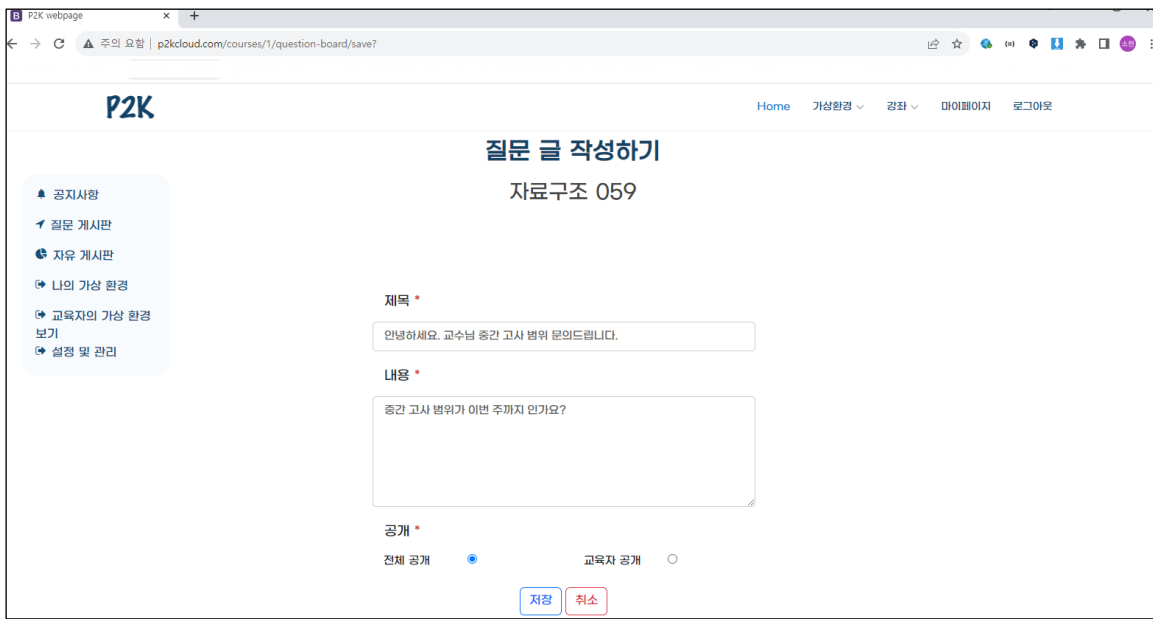 P2K webpage
주의 요함 | p2kcloud.com/courses/1/question-board/save?
소현
P2K
Home 가상환경 강좌 마이페이지 로그아웃
질문 글 작성하기
자료구조 059
공지사항
질문 게시판
자유 게시판
나의 가상 환경
교육자의 가상 환경
보기
설정 및 관리
제목 *
안녕하세요. 교수님 중간 고사 범위 문의드립니다.
내용 *
중간 고사 범위가 이번 주까지 인가요?
공개 *
전체 공개 교육자 공개
저장 취소